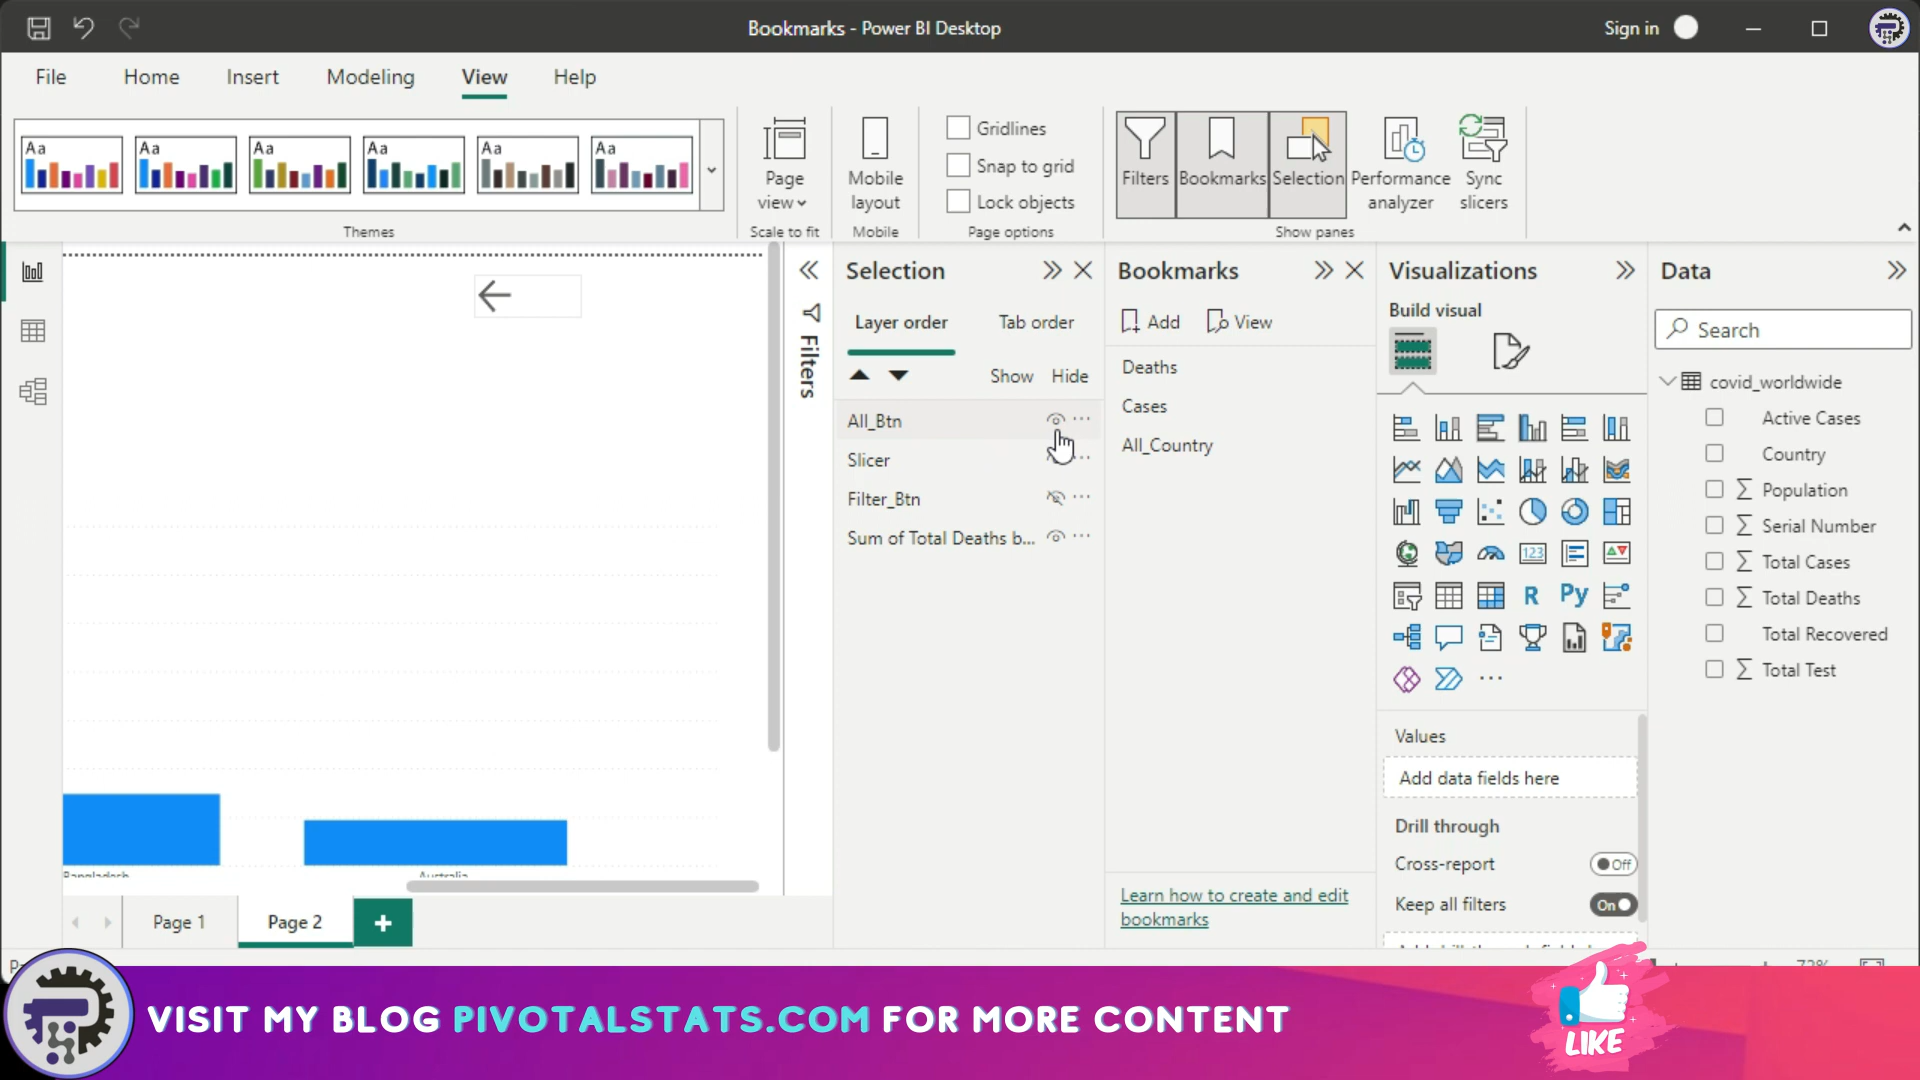 Bookmarks - Power BI Desktop
Sign in
File Home Insert Modeling View Help
Aa Aa Aa Aa Aa Aa
Themes
Page view
Scale to fit
Mobile layout
Mobile
Gridlines
Snap to grid
Lock objects
Page options
Filters
Bookmarks
Selection
Performance analyzer
Sync slicers
Show panes
Filters
Selection
Layer order Tab order
Show Hide
All_Btn
Slicer
Filter_Btn
Sum of Total Deaths b...
Bookmarks
Add View
Deaths
Cases
All_Country
Learn how to create and edit
bookmarks
Visualizations
Build visual
123
R Py
Values
Add data fields here
Drill through
Cross-report Off
Keep all filters On
Data
Search
covid_worldwide
Active Cases
Country
Population
Serial Number
Total Cases
Total Deaths
Total Recovered
Total Test
Bangladesh Australia
Page 1 Page 2
VISIT MY BLOG PIVOTALSTATS.COM FOR MORE CONTENT
LIKE